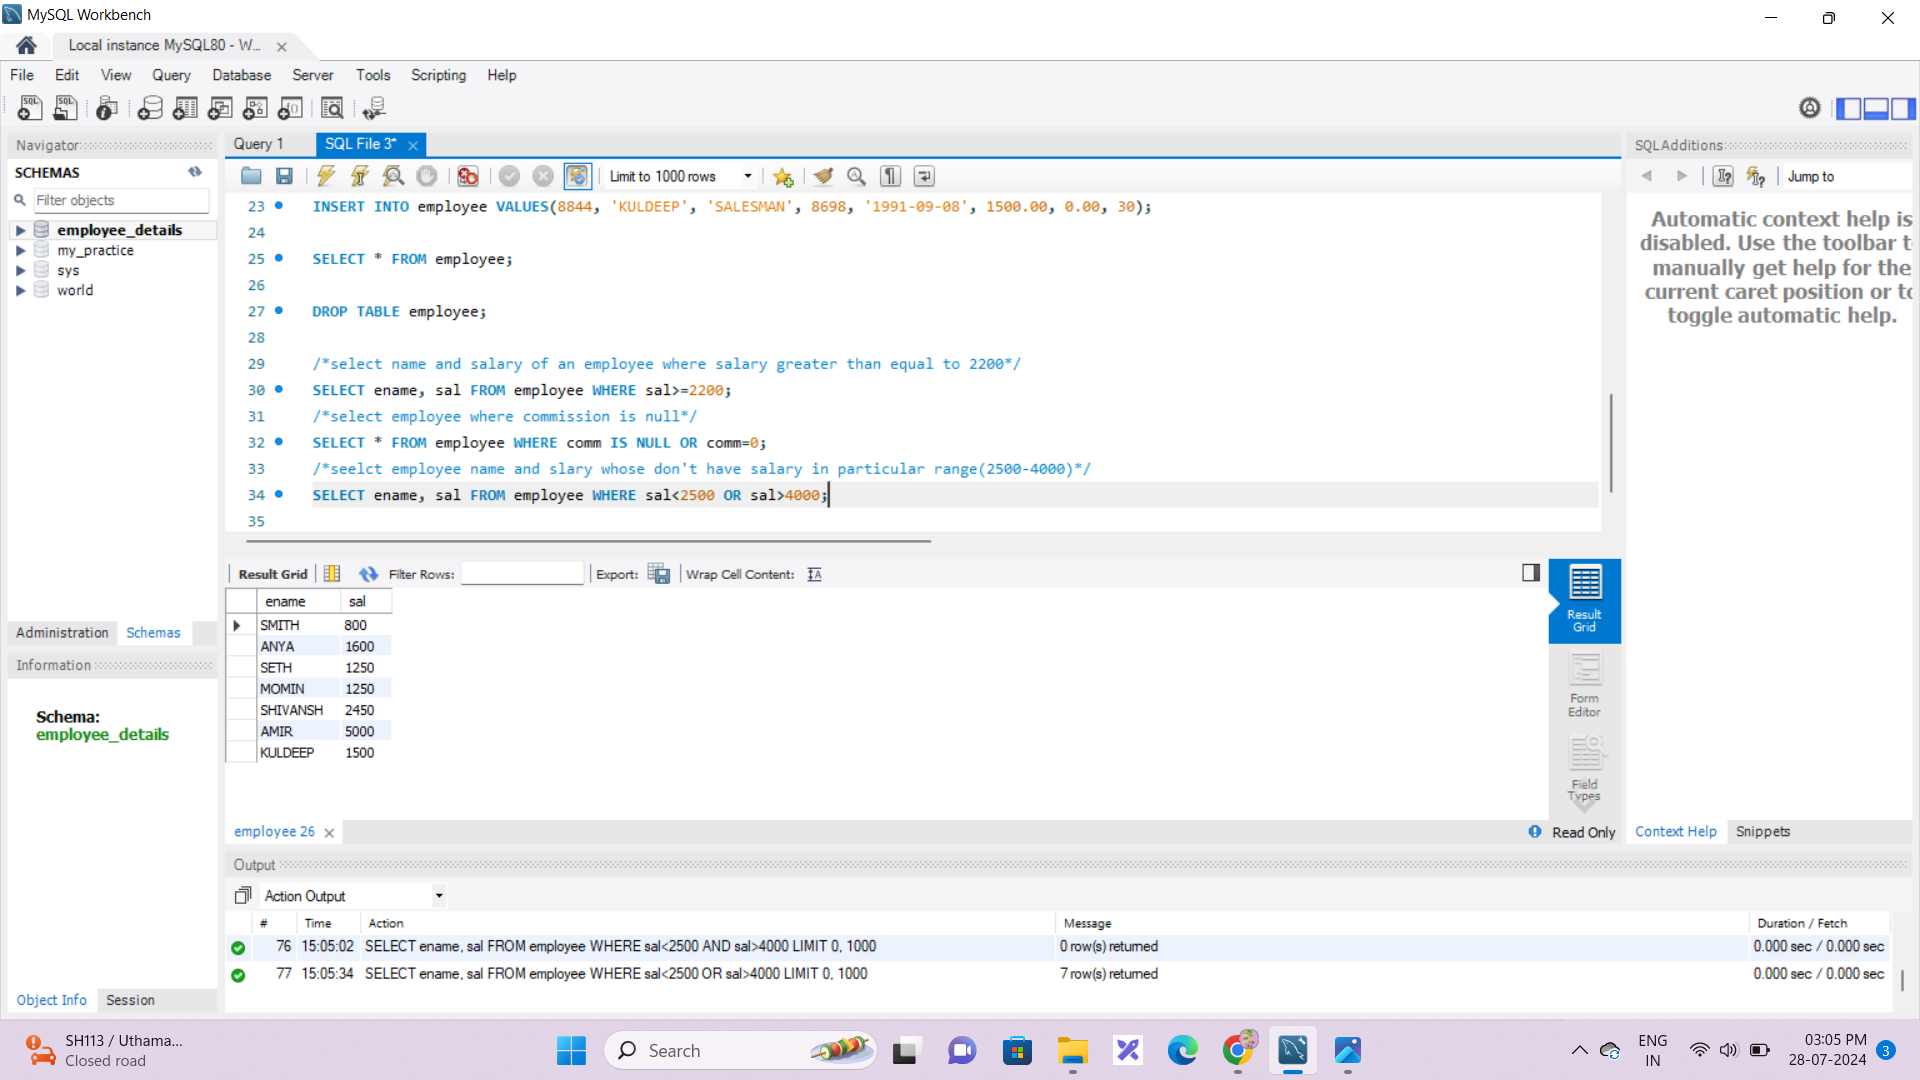 MySQL Workbench
Local instance MySQL80 - W...
File Edit View Query Database Server Tools Scripting Help
Navigator
SCHEMAS
Filter objects
employee_details
my_practice
sys
world
Administration Schemas
Information
Schema:
employee_details
Object Info Session
Query 1 SQL File 3*
Limit to 1000 rows
23 INSERT INTO employee VALUES(8844, 'KULDEEP', 'SALESMAN', 8698, '1991-09-08', 1500.00, 0.00, 30);
24
25 SELECT * FROM employee;
26
27 DROP TABLE employee;
28
29 /*select name and salary of an employee where salary greater than equal to 2200*/
30 SELECT ename, sal FROM employee WHERE sal>=2200;
31 /*select employee where commission is null*/
32 SELECT * FROM employee WHERE comm IS NULL OR comm=0;
33 /*seelct employee name and slary whose don't have salary in particular range(2500-4000)*/
34 SELECT ename, sal FROM employee WHERE sal<2500 OR sal>4000;
35
Result Grid Filter Rows: Export: Wrap Cell Content:
ename sal
SMITH 800
ANYA 1600
SETH 1250
MOMIN 1250
SHIVANSH 2450
AMIR 5000
KULDEEP 1500
Result
Grid
Form
Editor
Field
Types
employee 26
Read Only
SQLAdditions
Jump to
Automatic context help is
disabled. Use the toolbar t
manually get help for the
current caret position or to
toggle automatic help.
Context Help Snippets
Output
Action Output
# Time Action Message Duration / Fetch
76 15:05:02 SELECT ename, sal FROM employee WHERE sal<2500 AND sal>4000 LIMIT 0, 1000 0 row(s) returned 0.000 sec / 0.000 sec
77 15:05:34 SELECT ename, sal FROM employee WHERE sal<2500 OR sal>4000 LIMIT 0, 1000 7 row(s) returned 0.000 sec / 0.000 sec
SH113 / Uthama...
Closed road
Search
ENG
IN
03:05 PM
28-07-2024
3